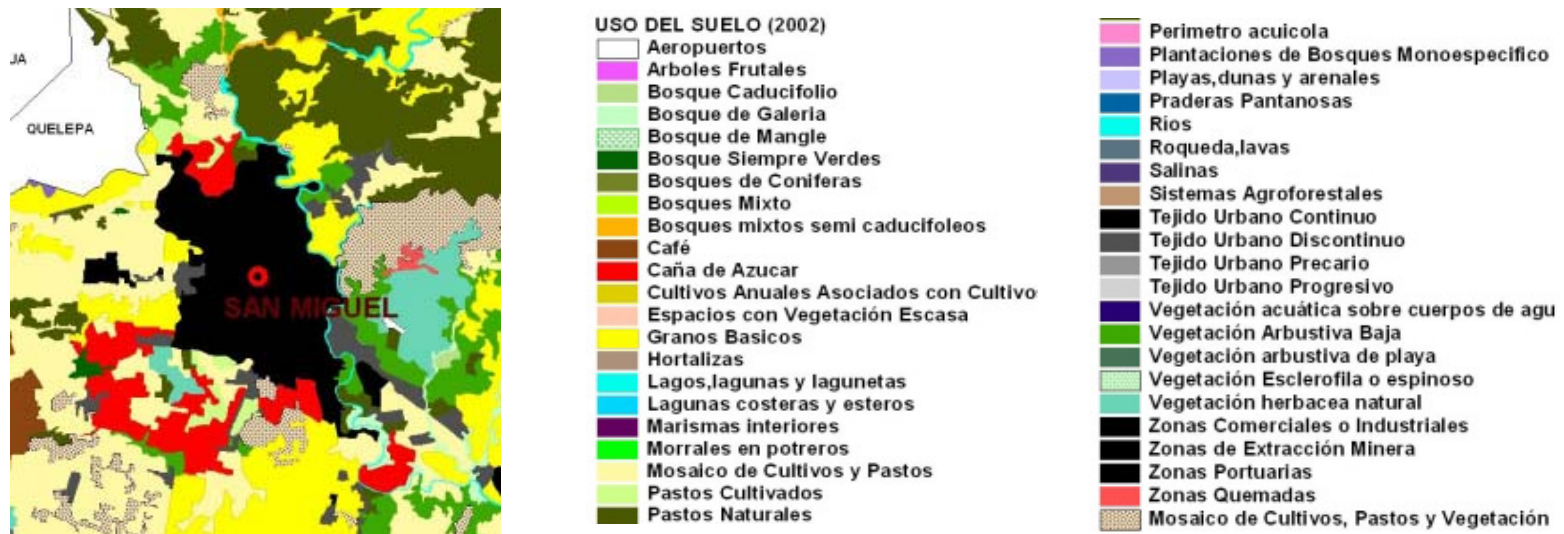 JA
QUELEPA
SAN MIGUEL
USO DEL SUELO (2002)
Aeropuertos
Arboles Frutales
Bosque Caducifolio
Bosque de Galeria
Bosque de Mangle
Bosque Siempre Verdes
Bosques de Coniferas
Bosques Mixto
Bosques mixtos semi caducifoleos
Café
Caña de Azucar
Cultivos Anuales Asociados con Cultivo
Espacios con Vegetación Escasa
Granos Basicos
Hortalizas
Lagos,lagunas y lagunetas
Lagunas costeras y esteros
Marismas interiores
Morrales en potreros
Mosaico de Cultivos y Pastos
Pastos Cultivados
Pastos Naturales
Perimetro acuicola
Plantaciones de Bosques Monoespecifico
Playas,dunas y arenales
Praderas Pantanosas
Ríos
Roqueda,lavas
Salinas
Sistemas Agroforestales
Tejido Urbano Continuo
Tejido Urbano Discontinuo
Tejido Urbano Precario
Tejido Urbano Progresivo
Vegetación acuática sobre cuerpos de agu
Vegetación Arbustiva Baja
Vegetación arbustiva de playa
Vegetación Esclerofila o espinoso
Vegetación herbacea natural
Zonas Comerciales o Industriales
Zonas de Extracción Minera
Zonas Portuarias
Zonas Quemadas
Mosaico de Cultivos, Pastos y Vegetación